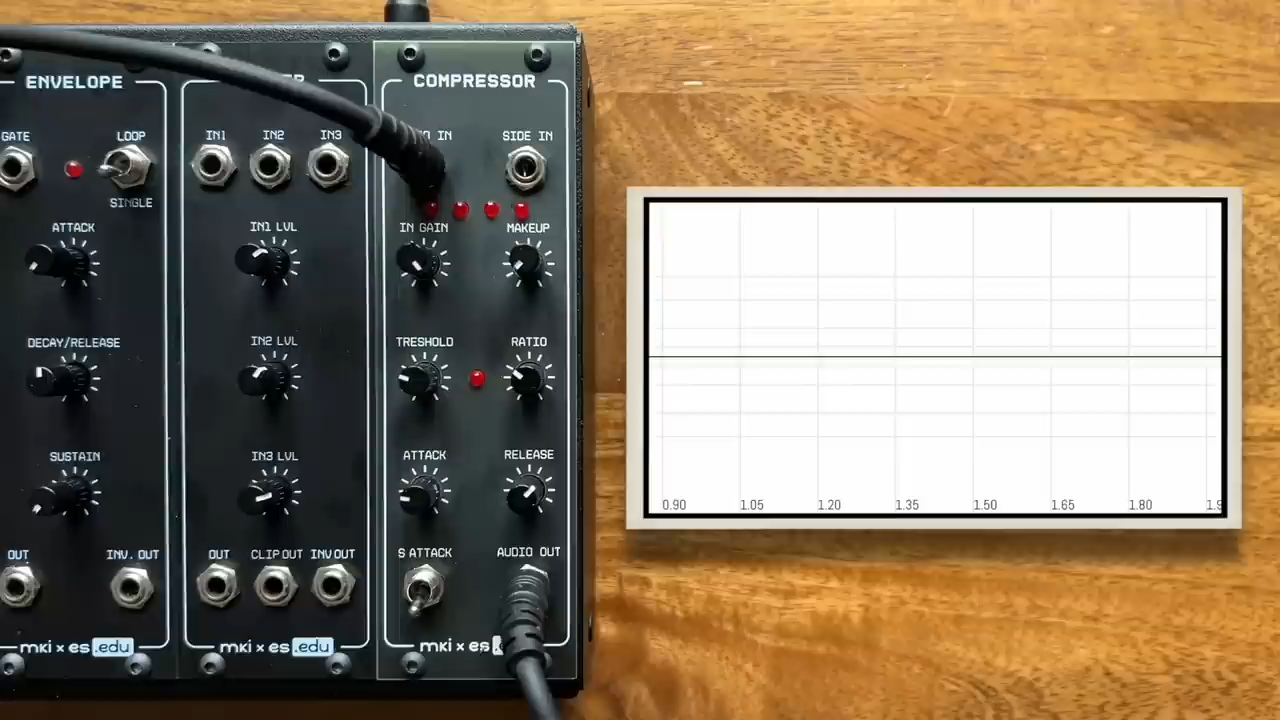 ENVELOPE
GATE
LOOP
SINGLE
ATTACK
DECAY/RELEASE
SUSTAIN
OUT
INV. OUT
mki x es .edu
IN1 IN2 IN3
IN1 LVL
IN2 LVL
IN3 LVL
OUT CLIP OUT INV OUT
mki x es .edu
COMPRESSOR
IN SIDE IN
IN GAIN MAKEUP
TRESHOLD RATIO
ATTACK RELEASE
S ATTACK AUDIO OUT
mki x es
0.90 1.05 1.20 1.35 1.50 1.65 1.80 1.9